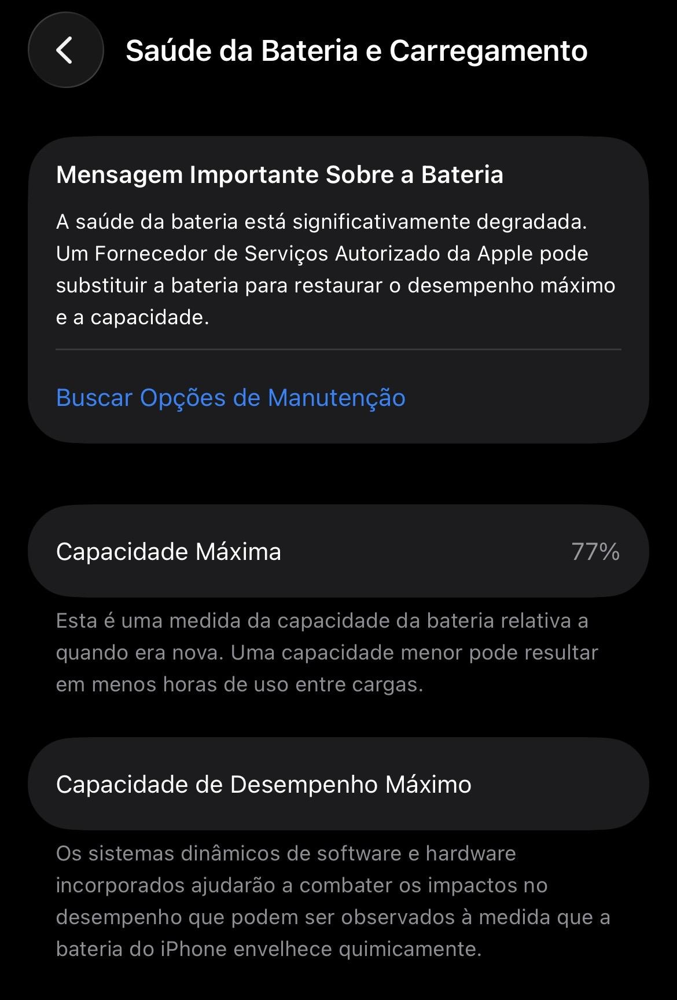 Saúde da Bateria e Carregamento
Mensagem Importante Sobre a Bateria
A saúde da bateria está significativamente degradada.
Um Fornecedor de Serviços Autorizado da Apple pode
substituir a bateria para restaurar o desempenho máximo
e a capacidade.
Buscar Opções de Manutenção
Capacidade Máxima 77%
Esta é uma medida da capacidade da bateria relativa a
quando era nova. Uma capacidade menor pode resultar
em menos horas de uso entre cargas.
Capacidade de Desempenho Máximo
Os sistemas dinâmicos de software e hardware
incorporados ajudarão a combater os impactos no
desempenho que podem ser observados à medida que a
bateria do iPhone envelhece quimicamente.